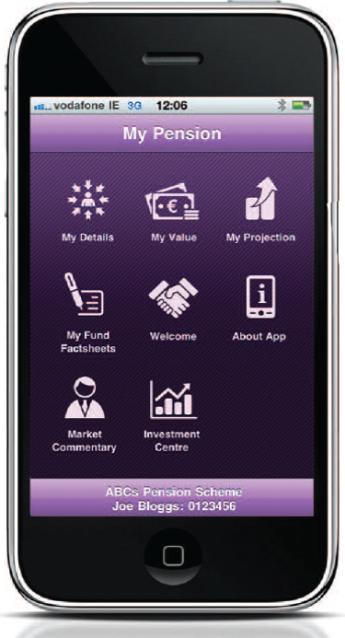 vodafone IE 3G 12:06
My Pension
My Details My Value My Projection
My Fund
Factsheets
Welcome
About App
Market
Commentary
Investment
Centre
ABCs Pension Scheme
Joe Bloggs: 0123456